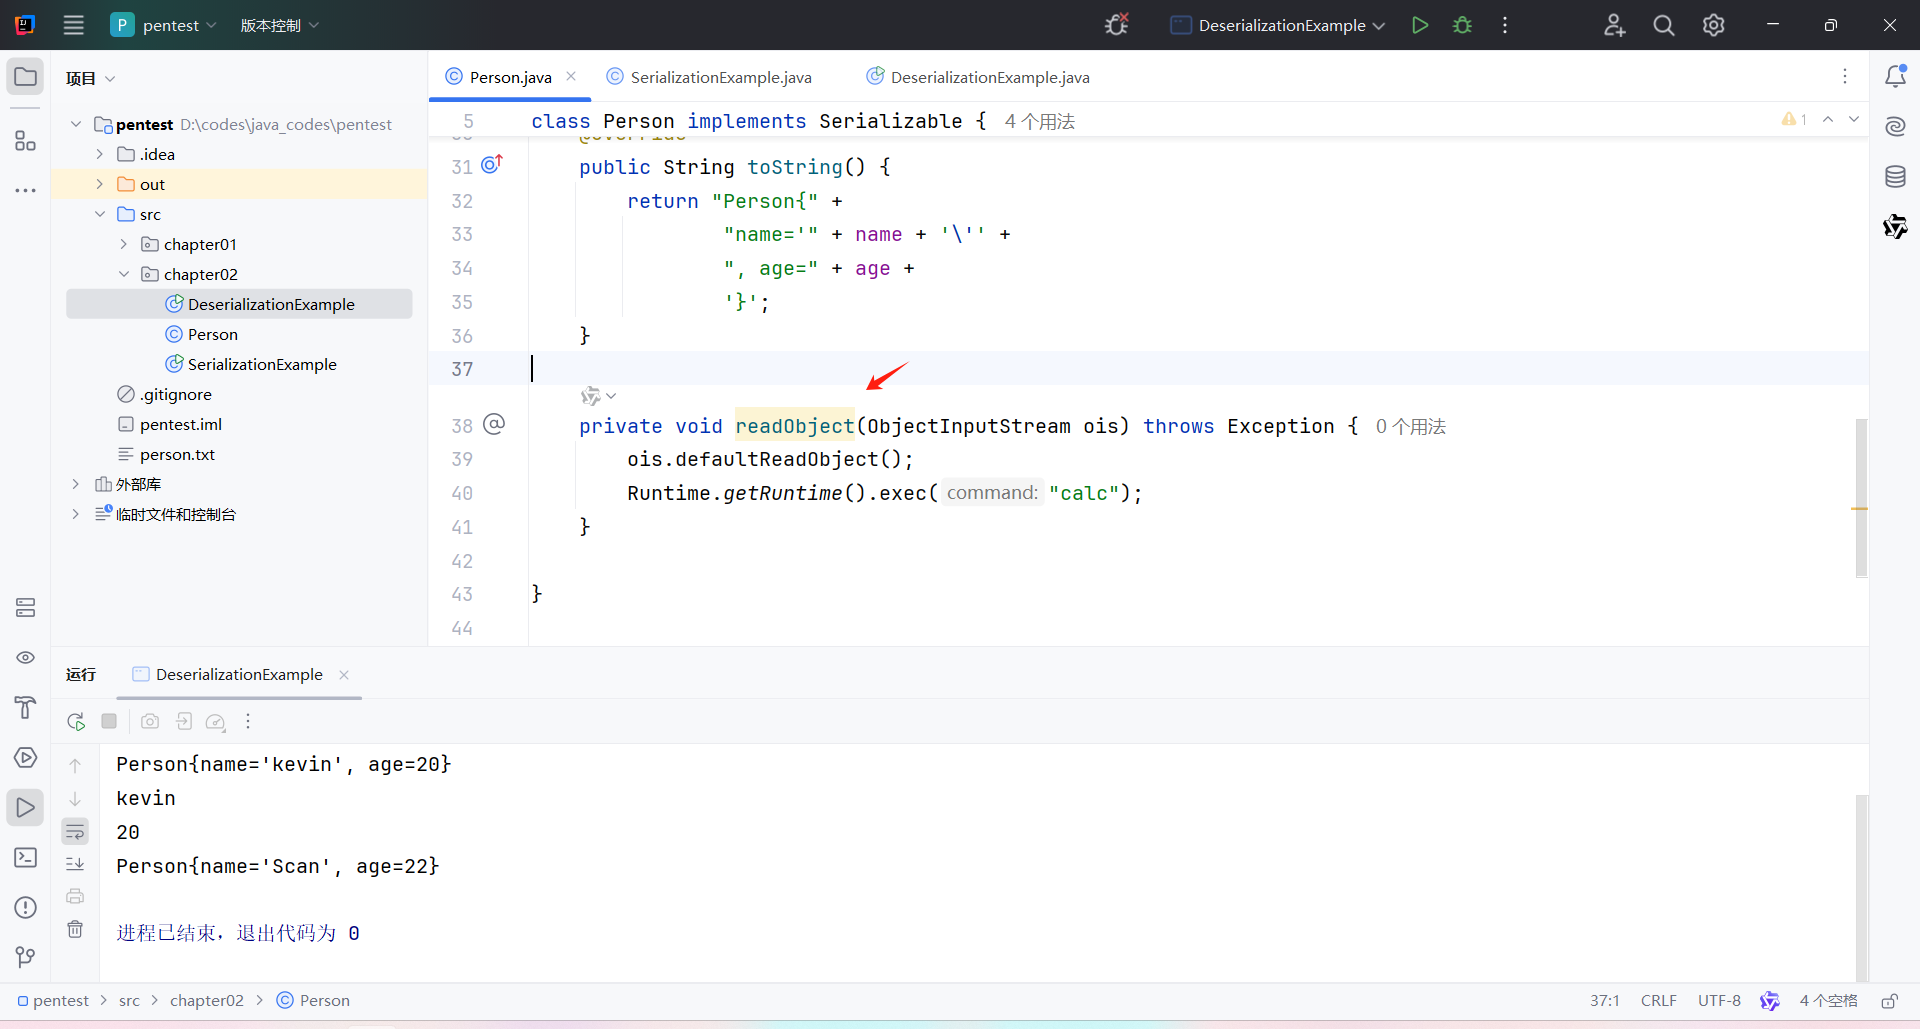 P pentest 版本控制 DeserializationExample
项目
Person.java SerializationExample.java DeserializationExample.java
pentest D:\codes\java_codes\pentest
.idea
out
src
chapter01
chapter02
DeserializationExample
Person
SerializationExample
.gitignore
pentest.iml
person.txt
外部库
临时文件和控制台
5 class Person implements Serializable { 4 个用法
1
31 public String toString() {
32 return "Person{" +
33 "name='" + name + '\'' +
34 ", age=" + age +
35 '}';
36 }
37
38 private void readObject(ObjectInputStream ois) throws Exception { 0 个用法
39 ois.defaultReadObject();
40 Runtime.getRuntime().exec( command: "calc");
41 }
42
43 }
44
运行 DeserializationExample
Person{name='kevin', age=20}
kevin
20
Person{name='Scan', age=22}
进程已结束，退出代码为 0
pentest > src > chapter02 > Person
37:1 CRLF UTF-8 4 个空格